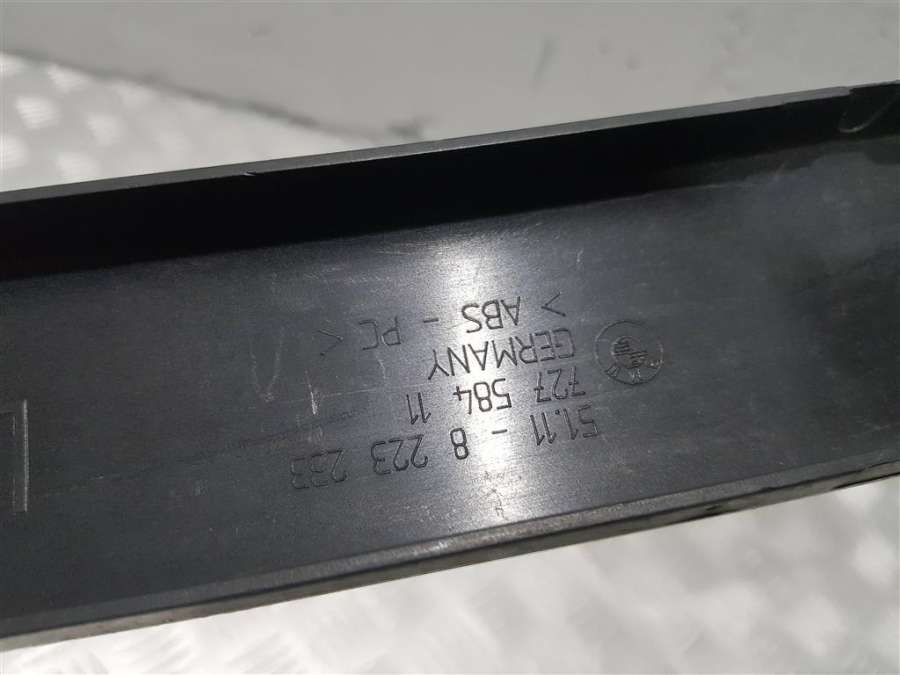 51.11 - 8 223 233
727 584 11
GERMANY
> ABS - PC <